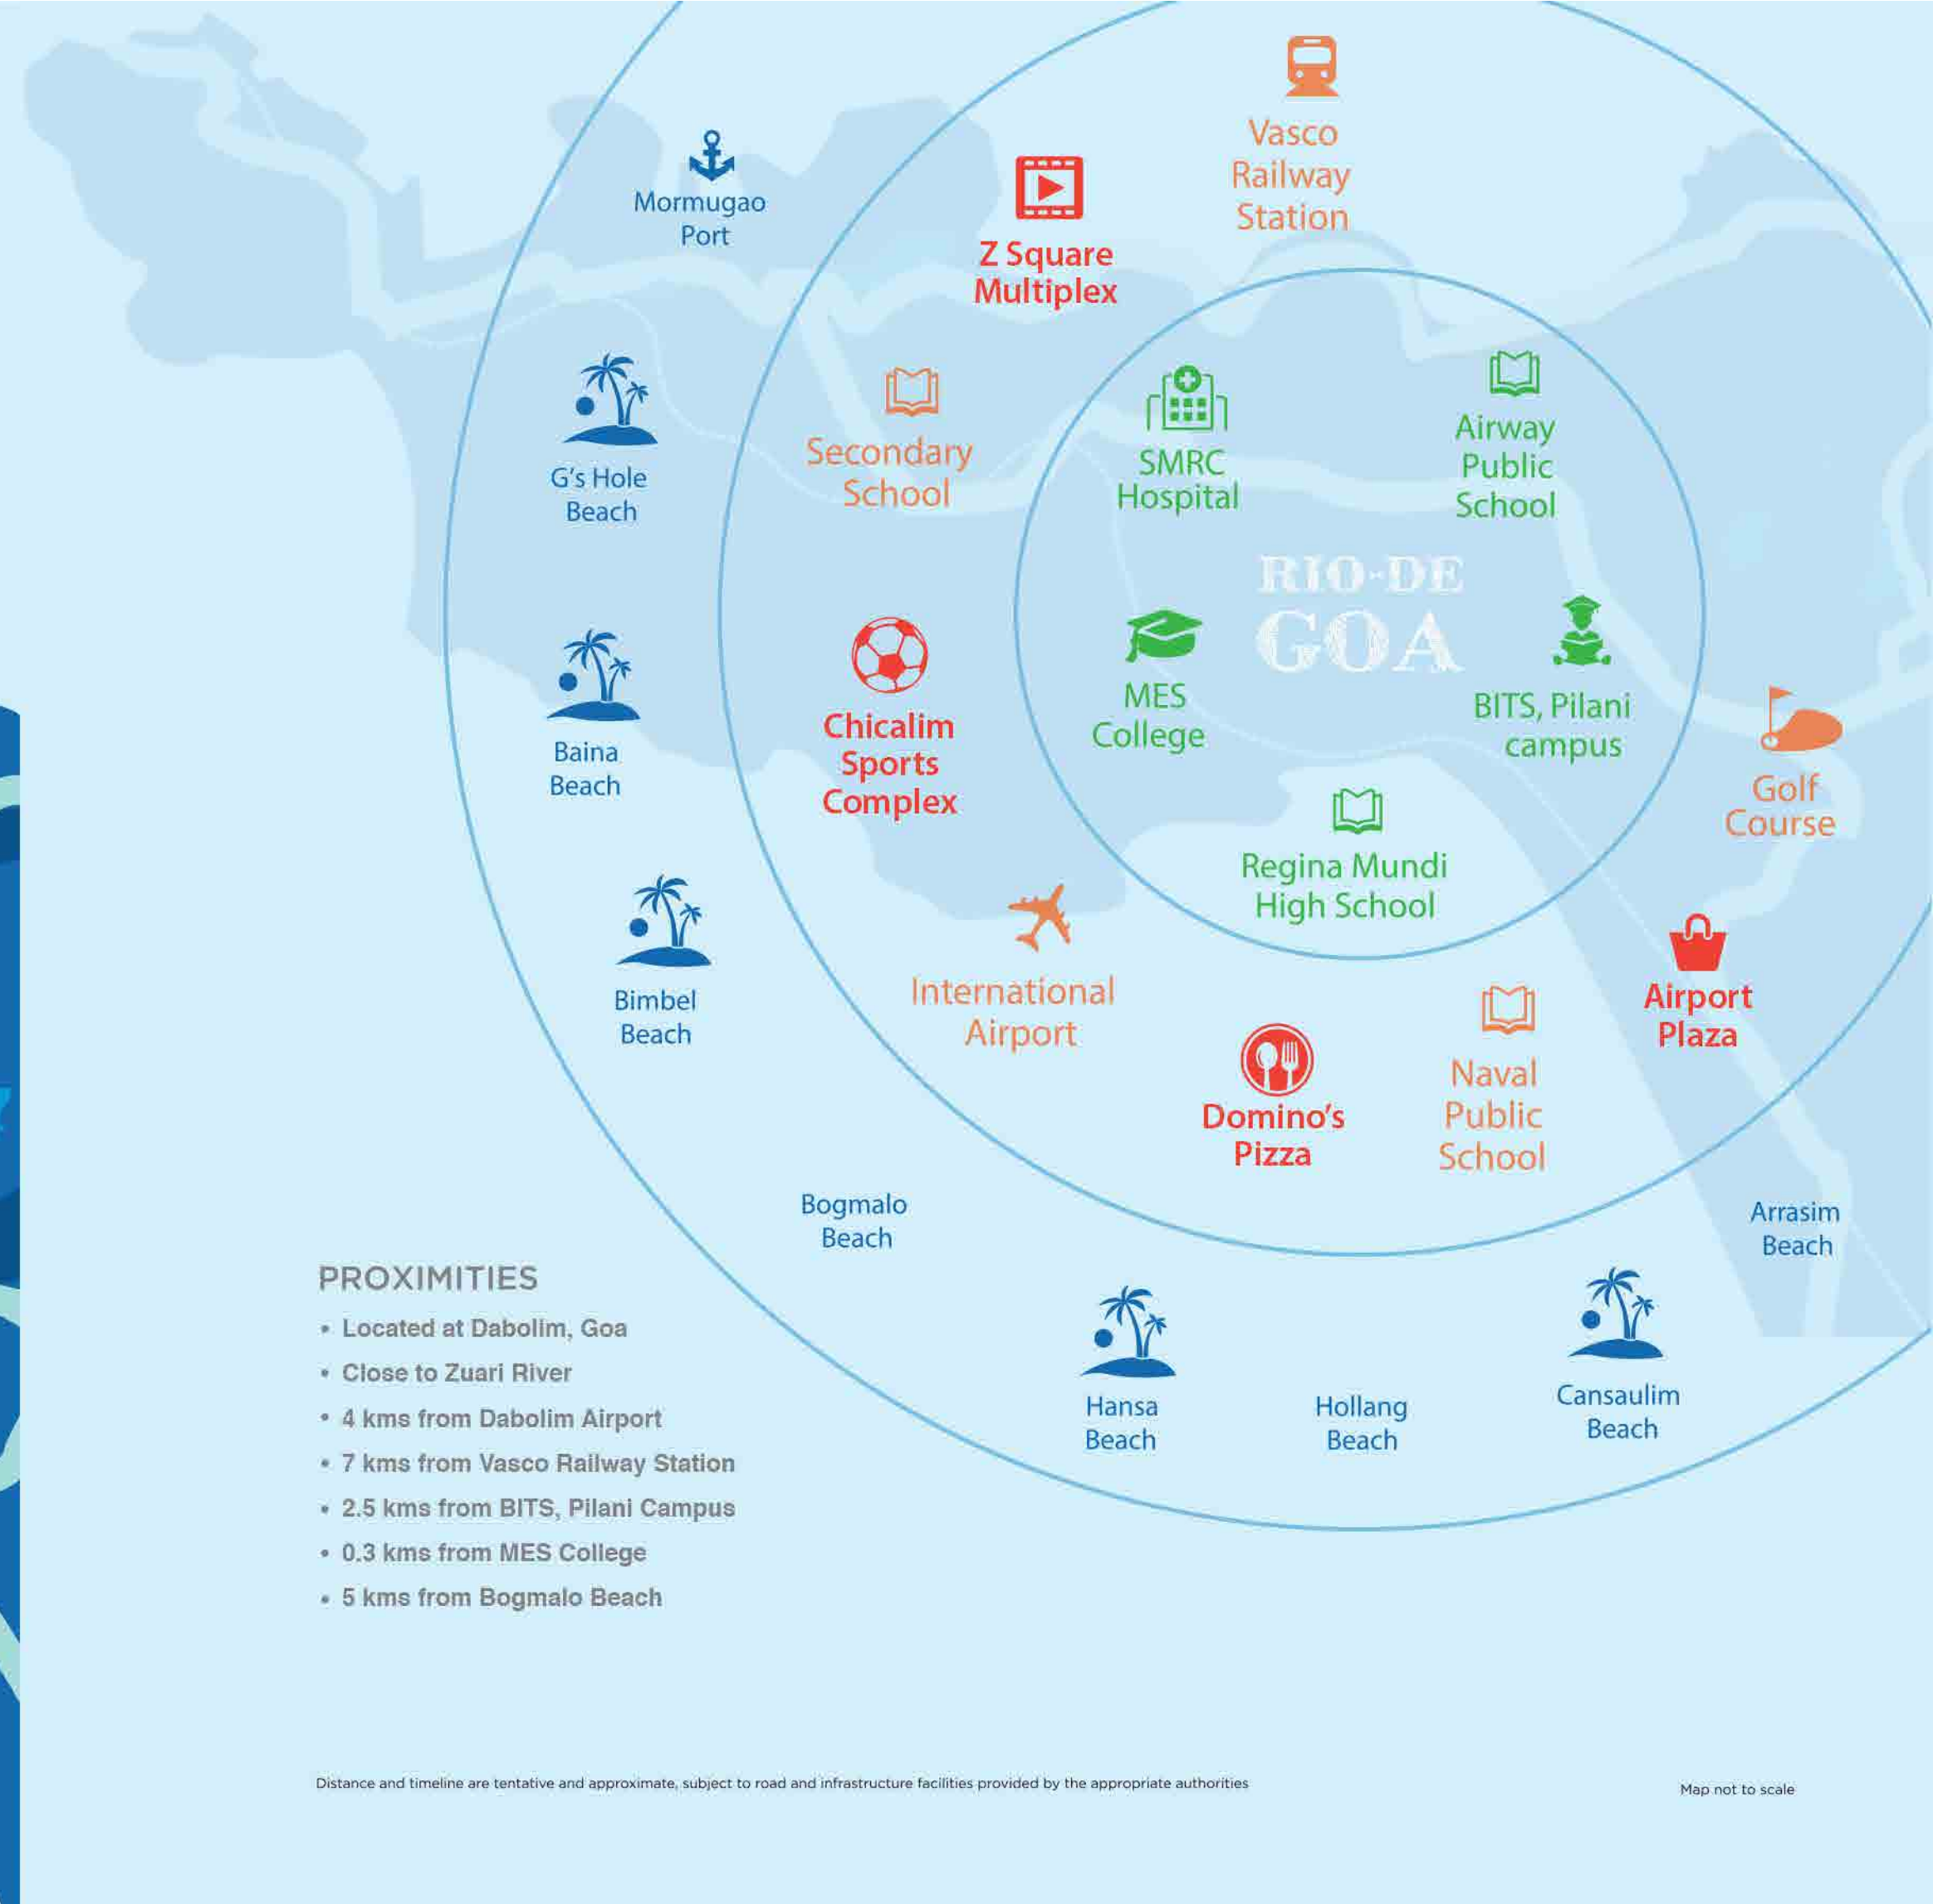 Vasco
Railway
Station
Mormugao
Port
Z Square
Multiplex
G's Hole
Beach
Secondary
School
SMRC
Hospital
Airway
Public
School
RIO-DE
GOA
Baina
Beach
Chicalim
Sports
Complex
MES
College
BITS, Pilani
campus
Golf
Course
Regina Mundi
High School
Bimbel
Beach
International
Airport
Airport
Plaza
Domino's
Pizza
Naval
Public
School
Bogmalo
Beach
Arrasim
Beach
Hansa
Beach
Hollang
Beach
Cansaulim
Beach
PROXIMITIES
• Located at Dabolim, Goa
• Close to Zuari River
• 4 kms from Dabolim Airport
• 7 kms from Vasco Railway Station
• 2.5 kms from BITS, Pilani Campus
• 0.3 kms from MES College
• 5 kms from Bogmalo Beach
Distance and timeline are tentative and approximate, subject to road and infrastructure facilities provided by the appropriate authorities
Map not to scale